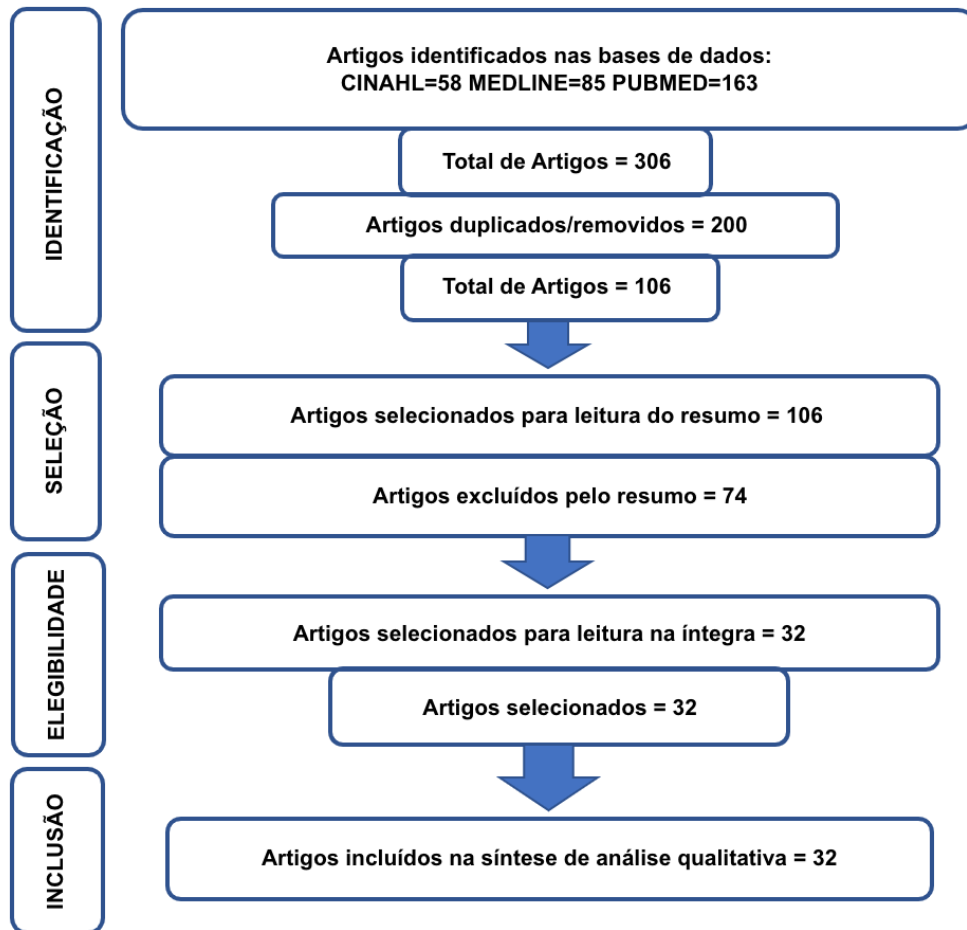 IDENTIFICAÇÃO
Artigos identificados nas bases de dados:
CINAHL=58 MEDLINE=85 PUBMED=163
Total de Artigos = 306
Artigos duplicados/removidos = 200
Total de Artigos = 106
SELEÇÃO
Artigos selecionados para leitura do resumo = 106
Artigos excluídos pelo resumo = 74
ELEGIBILIDADE
Artigos selecionados para leitura na íntegra = 32
Artigos selecionados = 32
INCLUSÃO
Artigos incluídos na síntese de análise qualitativa = 32